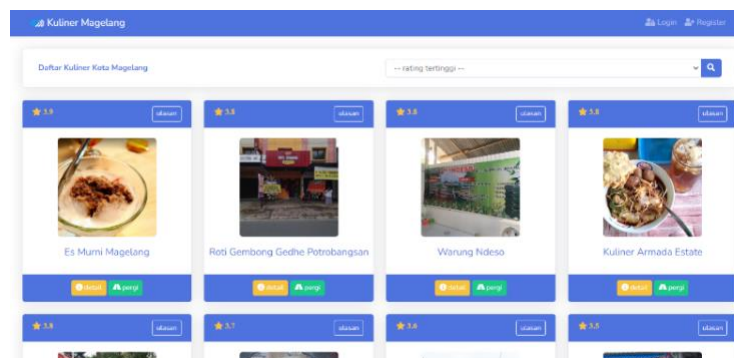 Kuliner Magelang
Login Register
Daftar Kuliner Kota Magelang
-- rating tertinggi --
3.9 ulasan
3.8 ulasan
3.8 ulasan
3.8 ulasan
Es Murni Magelang
Roti Gembong Gedhe Potrobangsan
Warung Ndeso
Kuliner Armada Estate
detail pergi
detail pergi
detail pergi
detail pergi
3.8 ulasan
3.7 ulasan
3.6 ulasan
3.5 ulasan